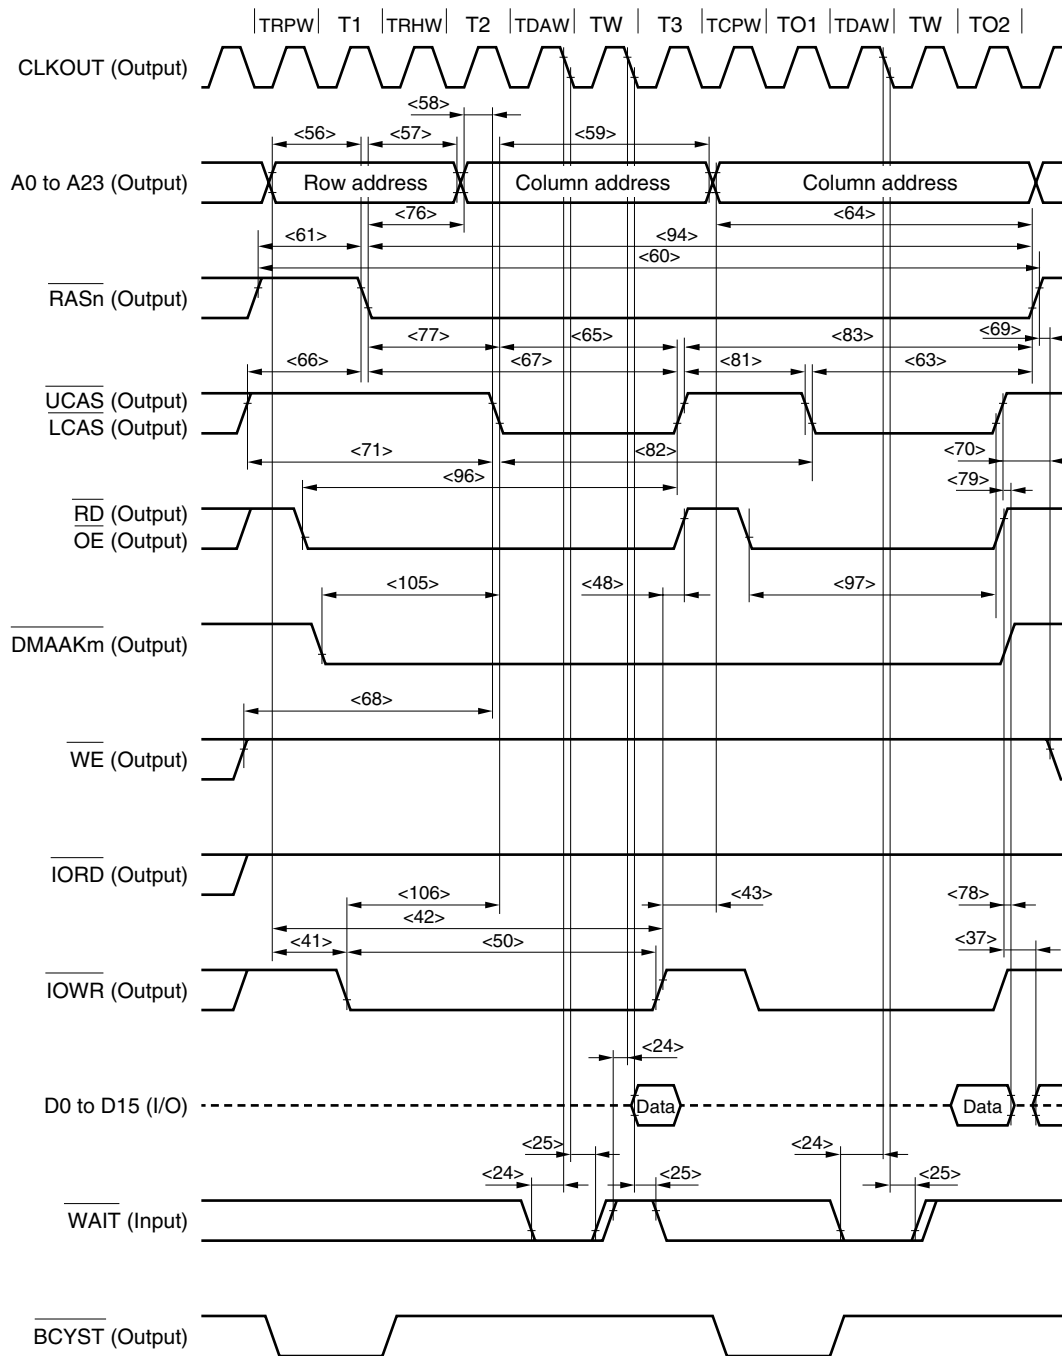 TRPW T1 TRHW T2 TDAW TW T3 TCPW TO1 TDAW TW TO2
CLKOUT (Output)
<58>
<56> <57> <59>
A0 to A23 (Output) Row address Column address Column address
<76> <64>
<61> <94>
<60>
RASn (Output)
<69>
<77> <65> <83>
<66> <67> <81> <63>
UCAS (Output)
LCAS (Output)
<71> <82> <70>
<96> <79>
RD (Output)
OE (Output)
<105> <48> <97>
DMAAKm (Output)
<68>
WE (Output)
IORD (Output)
<106> <43> <78>
<42>
<41> <50> <37>
IOWR (Output)
<24>
D0 to D15 (I/O) Data Data
<25> <24>
<24> <25> <25>
WAIT (Input)
BCYST (Output)